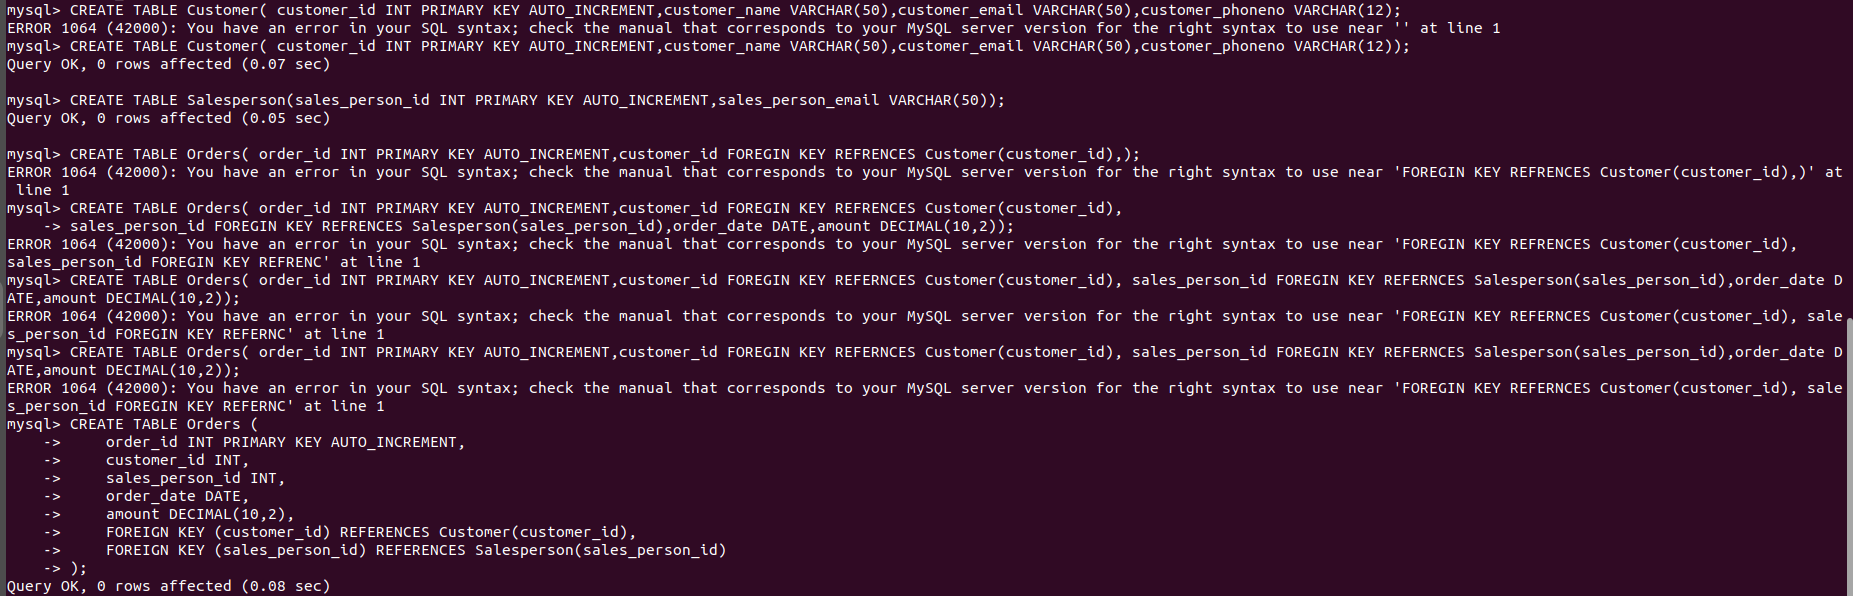 mysql> CREATE TABLE Customer( customer_id INT PRIMARY KEY AUTO_INCREMENT,customer_name VARCHAR(50),customer_email VARCHAR(50),customer_phoneno VARCHAR(12);
ERROR 1064 (42000): You have an error in your SQL syntax; check the manual that corresponds to your MySQL server version for the right syntax to use near '' at line 1
mysql> CREATE TABLE Customer( customer_id INT PRIMARY KEY AUTO_INCREMENT,customer_name VARCHAR(50),customer_email VARCHAR(50),customer_phoneno VARCHAR(12));
Query OK, 0 rows affected (0.07 sec)
mysql> CREATE TABLE Salesperson(sales_person_id INT PRIMARY KEY AUTO_INCREMENT,sales_person_email VARCHAR(50));
Query OK, 0 rows affected (0.05 sec)
mysql> CREATE TABLE Orders( order_id INT PRIMARY KEY AUTO_INCREMENT,customer_id FOREGIN KEY REFRENCES Customer(customer_id),);
ERROR 1064 (42000): You have an error in your SQL syntax; check the manual that corresponds to your MySQL server version for the right syntax to use near 'FOREGIN KEY REFRENCES Customer(customer_id),)' at
 line 1
mysql> CREATE TABLE Orders( order_id INT PRIMARY KEY AUTO_INCREMENT,customer_id FOREGIN KEY REFRENCES Customer(customer_id),
    -> sales_person_id FOREGIN KEY REFRENCES Salesperson(sales_person_id),order_date DATE,amount DECIMAL(10,2));
ERROR 1064 (42000): You have an error in your SQL syntax; check the manual that corresponds to your MySQL server version for the right syntax to use near 'FOREGIN KEY REFRENCES Customer(customer_id),
sales_person_id FOREGIN KEY REFRENC' at line 1
mysql> CREATE TABLE Orders( order_id INT PRIMARY KEY AUTO_INCREMENT,customer_id FOREGIN KEY REFERNCES Customer(customer_id), sales_person_id FOREGIN KEY REFERNCES Salesperson(sales_person_id),order_date D
ATE,amount DECIMAL(10,2));
ERROR 1064 (42000): You have an error in your SQL syntax; check the manual that corresponds to your MySQL server version for the right syntax to use near 'FOREGIN KEY REFERNCES Customer(customer_id), sale
s_person_id FOREGIN KEY REFERNC' at line 1
mysql> CREATE TABLE Orders( order_id INT PRIMARY KEY AUTO_INCREMENT,customer_id FOREGIN KEY REFERNCES Customer(customer_id), sales_person_id FOREGIN KEY REFERNCES Salesperson(sales_person_id),order_date D
ATE,amount DECIMAL(10,2));
ERROR 1064 (42000): You have an error in your SQL syntax; check the manual that corresponds to your MySQL server version for the right syntax to use near 'FOREGIN KEY REFERNCES Customer(customer_id), sale
s_person_id FOREGIN KEY REFERNC' at line 1
mysql> CREATE TABLE Orders (
    ->     order_id INT PRIMARY KEY AUTO_INCREMENT,
    ->     customer_id INT,
    ->     sales_person_id INT,
    ->     order_date DATE,
    ->     amount DECIMAL(10,2),
    ->     FOREIGN KEY (customer_id) REFERENCES Customer(customer_id),
    ->     FOREIGN KEY (sales_person_id) REFERENCES Salesperson(sales_person_id)
    -> );
Query OK, 0 rows affected (0.08 sec)